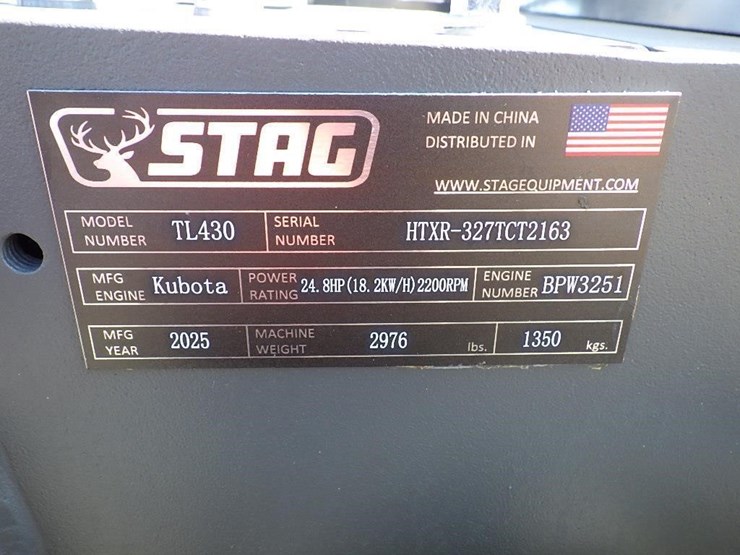 STAG
MADE IN CHINA
DISTRIBUTED IN
WWW.STAGEQUIPMENT.COM
MODEL NUMBER TL430 SERIAL NUMBER HTXR-327TCT2163
MFG ENGINE Kubota POWER RATING 24.8HP(18.2KW/H)2200RPM ENGINE NUMBER BPW3251
MFG YEAR 2025 MACHINE WEIGHT 2976 lbs. 1350 kgs.